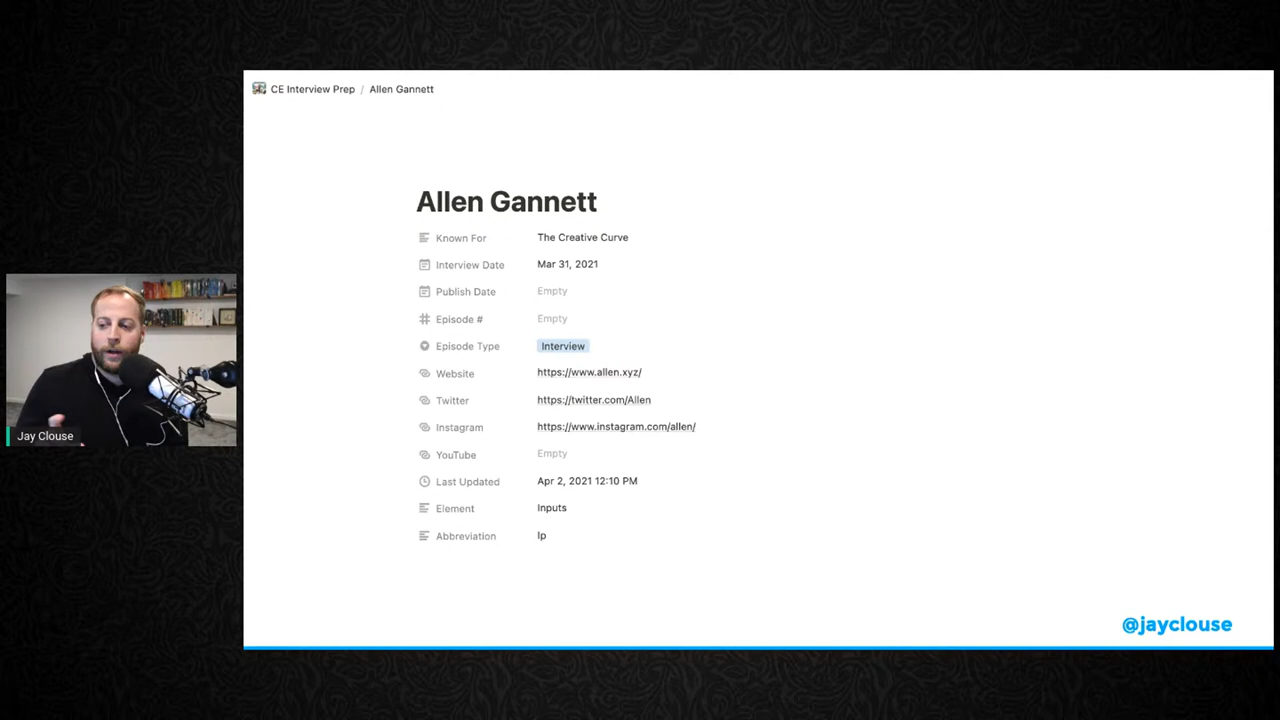 CE Interview Prep / Allen Gannett
Allen Gannett
Known For The Creative Curve
Interview Date Mar 31, 2021
Publish Date Empty
Episode # Empty
Episode Type Interview
Website https://www.allen.xyz/
Twitter https://twitter.com/Allen
Instagram https://www.instagram.com/allen/
YouTube Empty
Last Updated Apr 2, 2021 12:10 PM
Element Inputs
Abbreviation Ip
Jay Clouse
@jayclouse